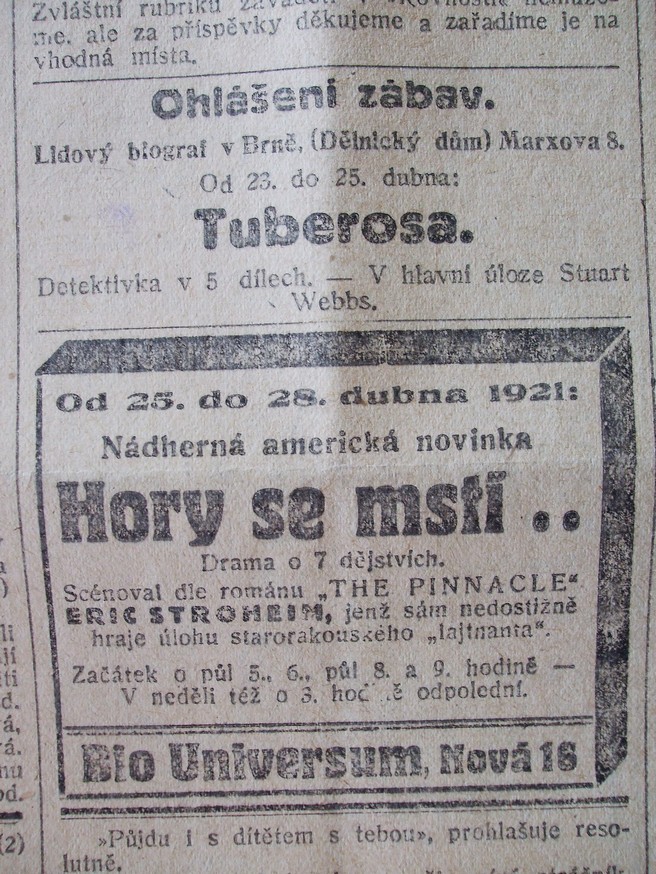 Zvláštní rubriku
me, ale za příspěvky děkujeme a zařadíme je na
vhodná místa.
Ohlášení zábav.
Lidový biograf v Brně, (Dělnický dům) Marxova 8.
Od 23. do 25. dubna:
Tuberosa.
Detektivka v 5 dílech. — V hlavní úloze Stuart
Webbs.
Od 25. do 28. dubna 1921:
Nádherná americká novinka
Hory se mstí ..
Drama o 7 dějstvích.
Scénoval dle románu „THE PINNACLE“
ERIC STROHEIM, jenž sám nedostižně
hraje úlohu starorakouského „lajtnanta“.
Začátek o půl 5., 6., půl 8. a 9. hodině —
V neděli též o 3. odpolední.
Bio Universum, Nová 16
»Půjdu i s dítětem s tebou», prohlašuje reso-
lutně.